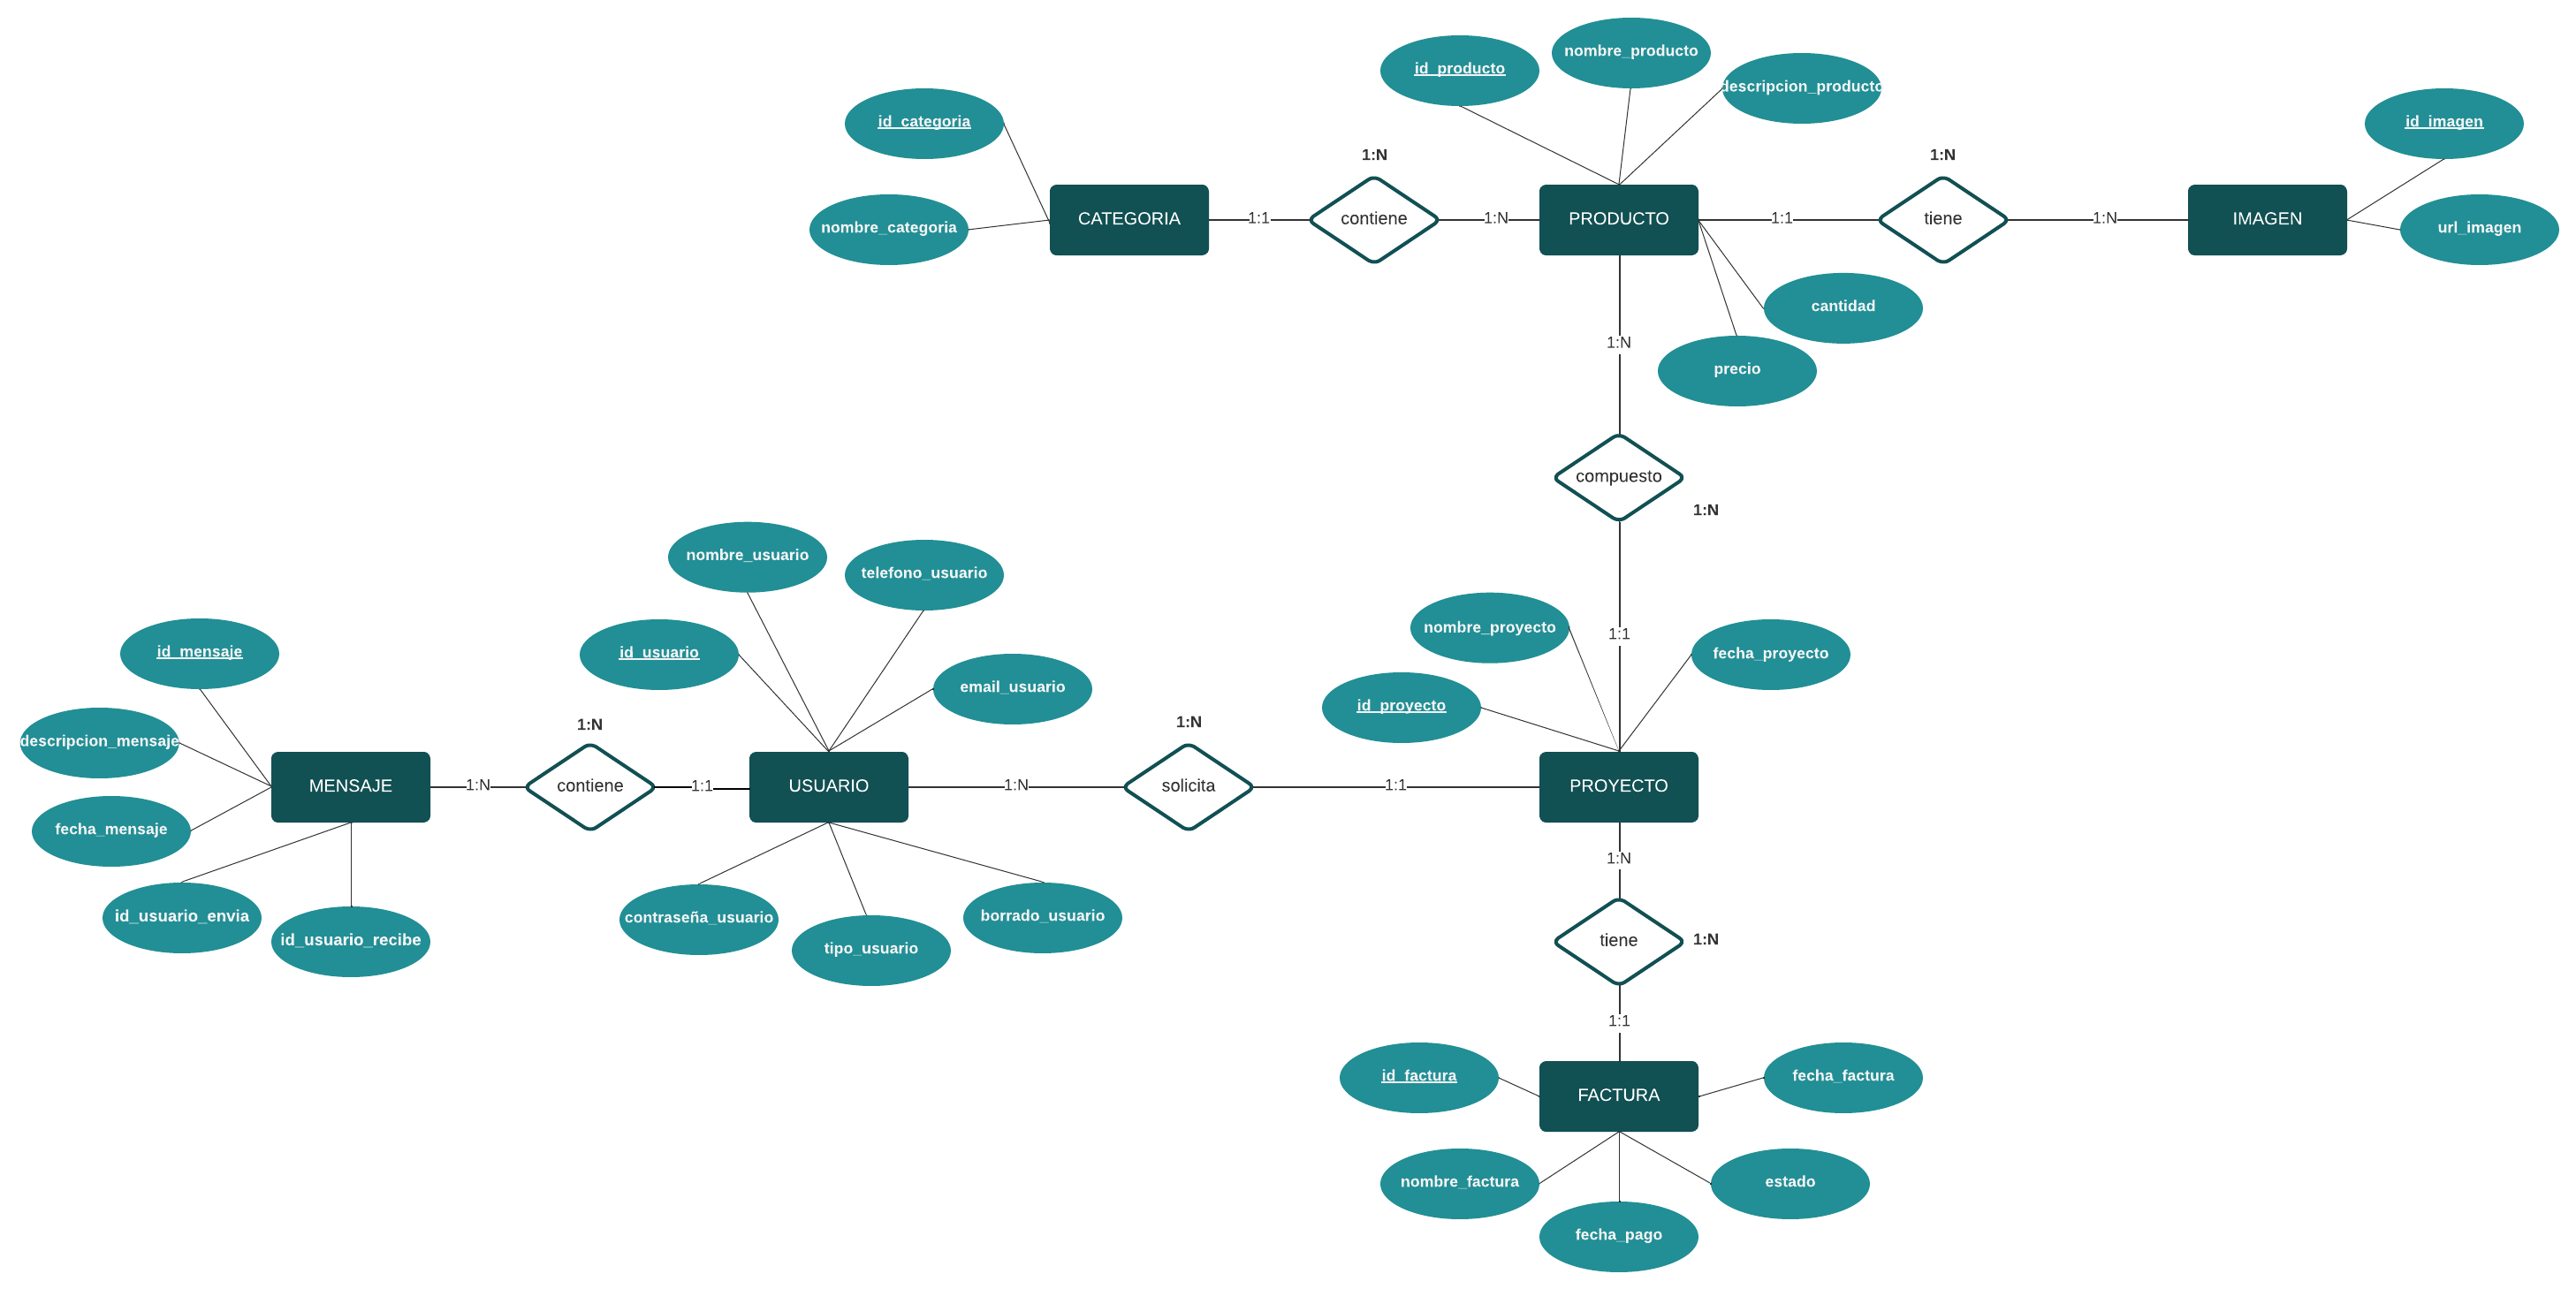 nombre_producto
id_producto
descripcion_producto
id_categoria
id_imagen
1:N
1:N
nombre_categoria
CATEGORIA
1:1
contiene
1:N
PRODUCTO
1:1
tiene
1:N
IMAGEN
url_imagen
cantidad
1:N
precio
compuesto
1:N
nombre_usuario
telefono_usuario
nombre_proyecto
1:1
id_mensaje
id_usuario
fecha_proyecto
email_usuario
id_proyecto
descripcion_mensaje
1:N
1:N
MENSAJE
1:N
contiene
1:1
USUARIO
1:N
solicita
1:1
PROYECTO
fecha_mensaje
1:N
id_usuario_envia
contraseña_usuario
borrado_usuario
id_usuario_recibe
tipo_usuario
tiene
1:N
1:1
id_factura
fecha_factura
FACTURA
nombre_factura
estado
fecha_pago